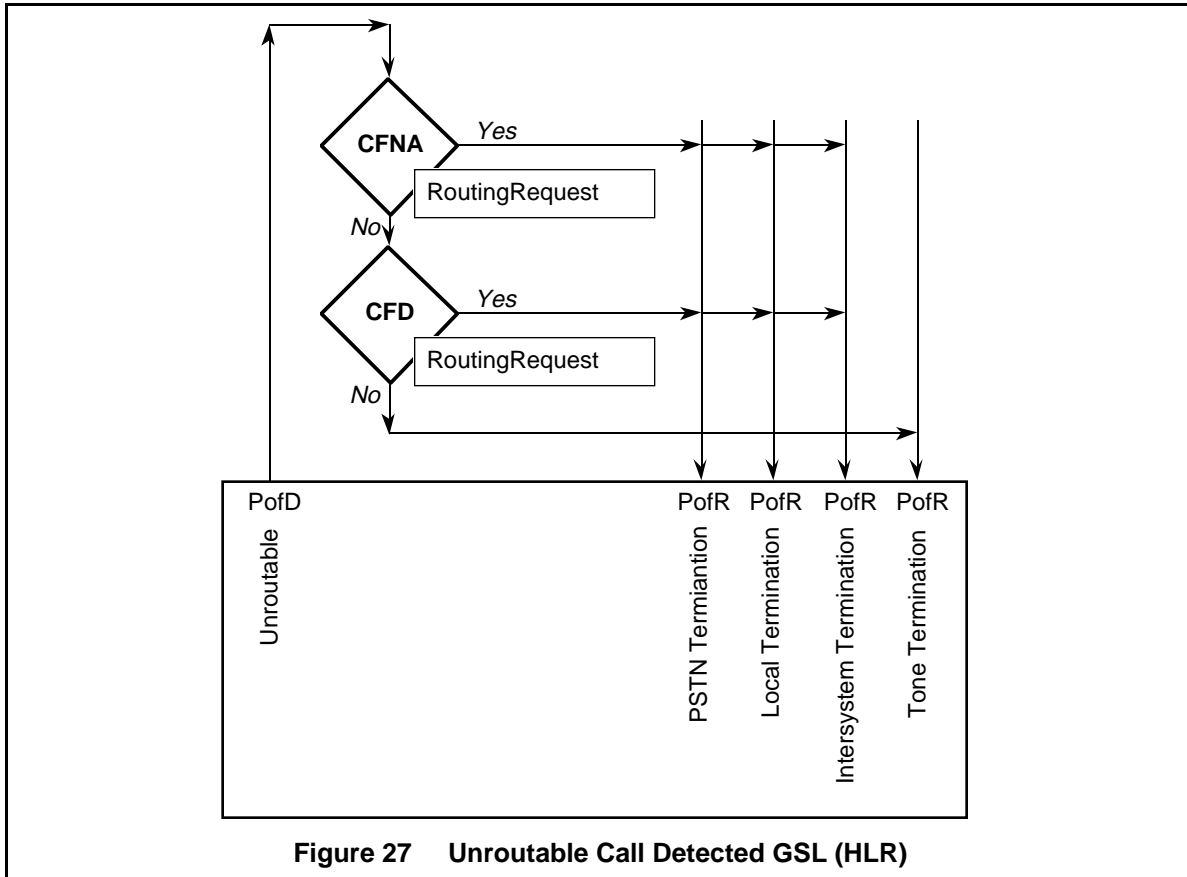 CFNA
Yes
RoutingRequest
No
CFD
Yes
RoutingRequest
No
PofD
PofR
PofR
PofR
PofR
Unroutable
PSTN Termiantion
Local Termination
Intersystem Termination
Tone Termination
Figure 27 Unroutable Call Detected GSL (HLR)